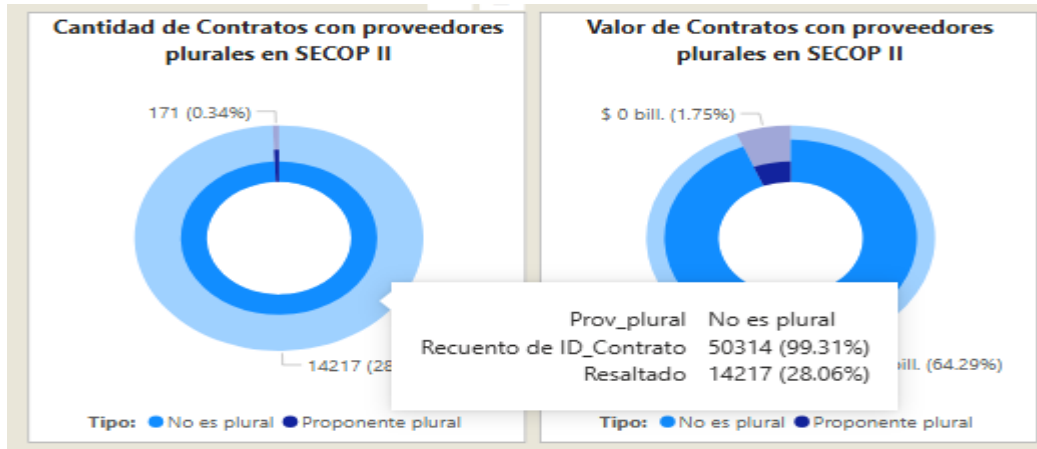 Cantidad de Contratos con proveedores
plurales en SECOP II
171 (0.34%)
14217 (28
Tipo: No es plural Proponente plural
Valor de Contratos con proveedores
plurales en SECOP II
$ 0 bill. (1.75%)
ill. (64.29%)
Tipo: No es plural Proponente plural
Prov_plural No es plural
Recuento de ID_Contrato 50314 (99.31%)
Resaltado 14217 (28.06%)